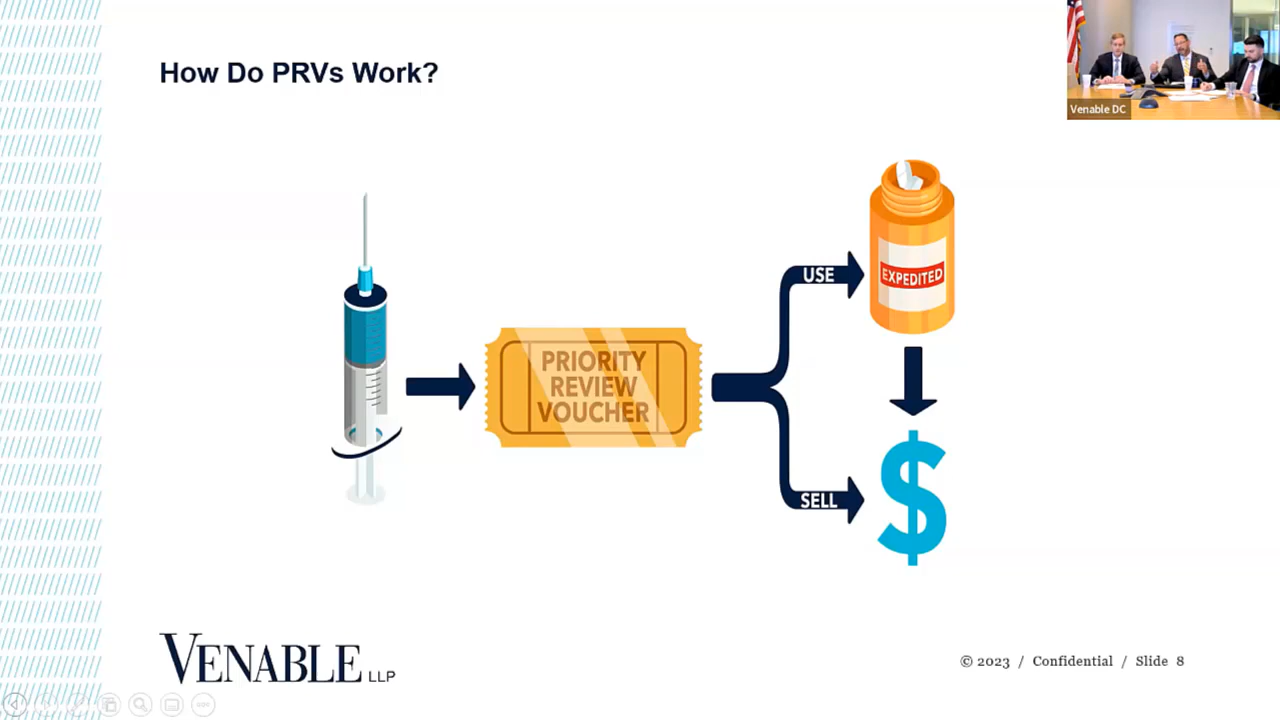 How Do PRVs Work?
Venable DC
USE
EXPEDITED
PRIORITY
REVIEW
VOUCHER
SELL
VENABLE LLP
© 2023 / Confidential / Slide 8